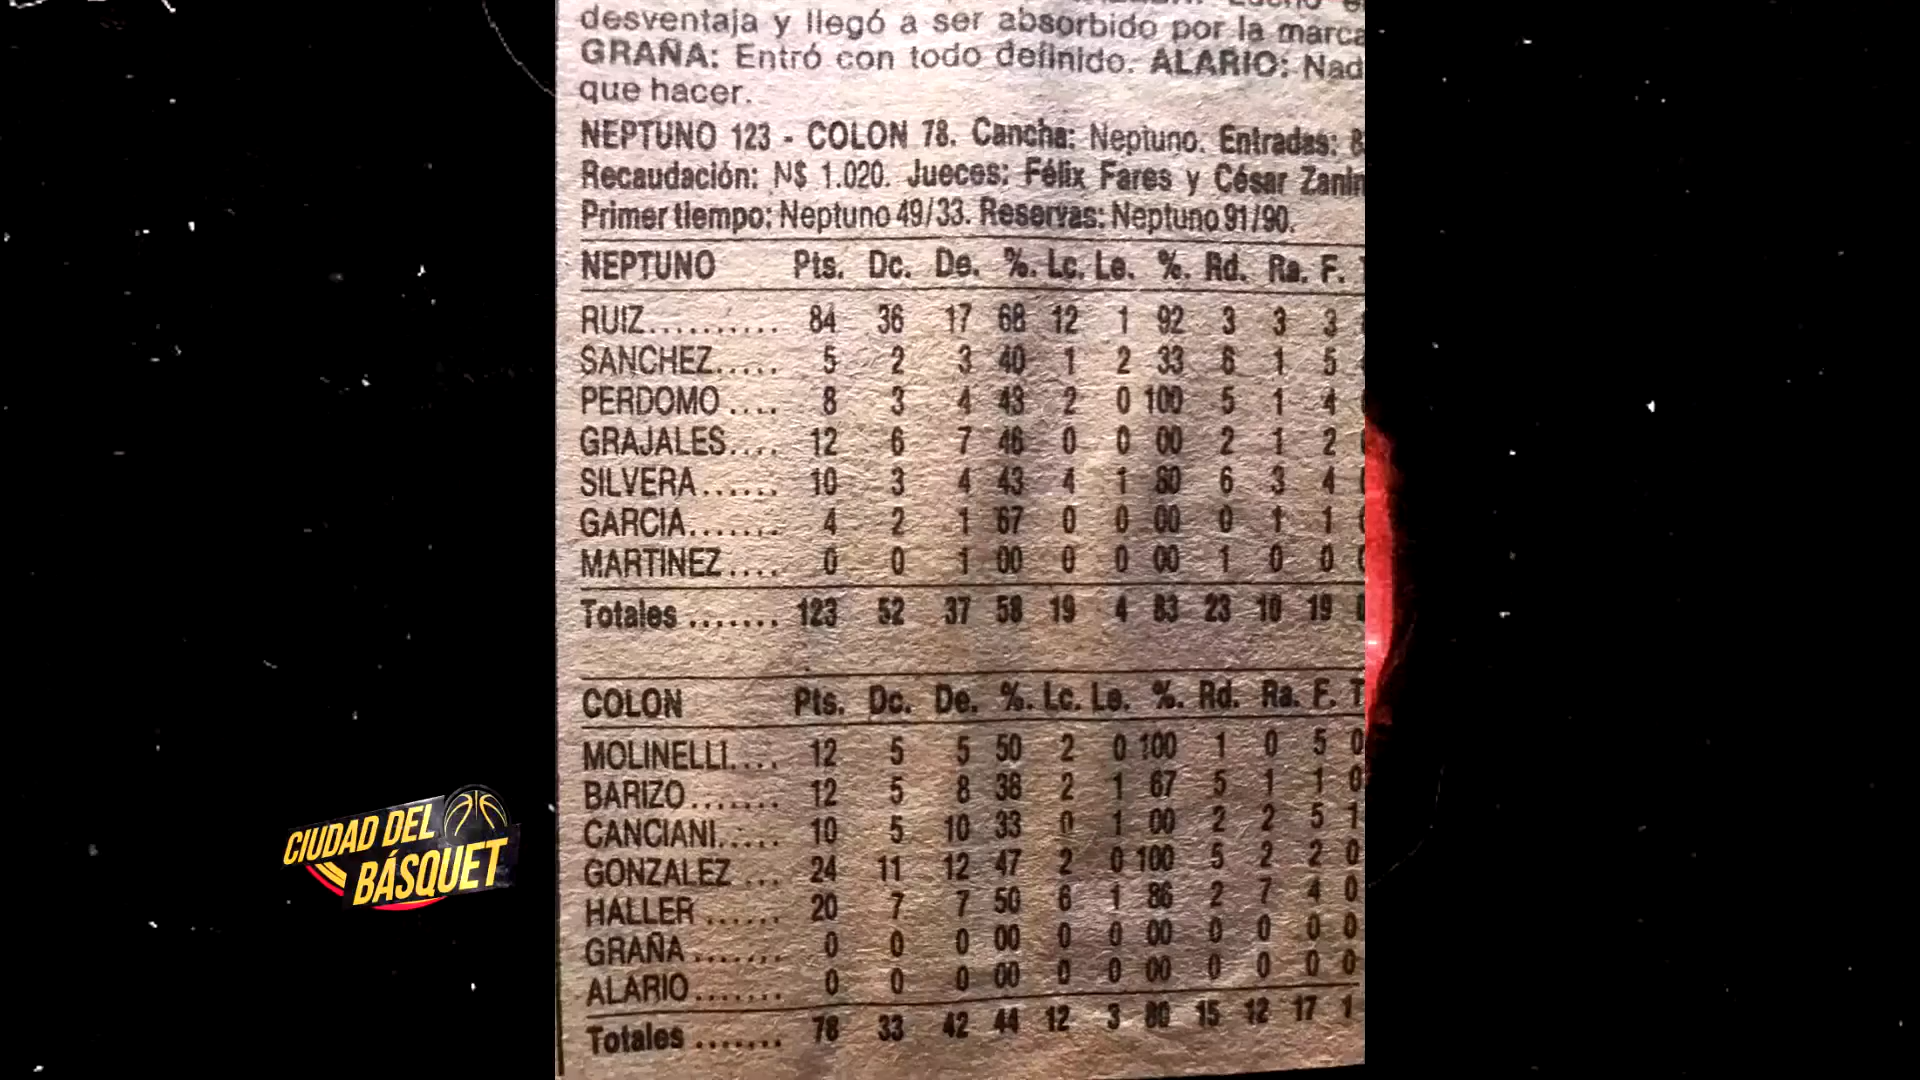 desventaja y llegó a ser absorbido por la marca
GRAÑA: Entró con todo definido. ALARIO: Nad
que hacer.
NEPTUNO 123 - COLON 78. Cancha: Neptuno. Entradas: 8
Recaudación: N$ 1.020. Jueces: Félix Fares y César Zanin
Primer tiempo: Neptuno 49/33. Reservas: Neptuno 91/90.
NEPTUNO Pts. Dc. De. %. Lc. Le. %. Rd. Ra. F.
RUIZ.......... 84 36 17 68 12 1 92 3 3 3
SANCHEZ..... 5 2 3 40 1 2 33 6 1 5
PERDOMO .... 8 3 4 43 2 0 100 5 1 4
GRAJALES.... 12 6 7 46 0 0 00 2 1 2
SILVERA...... 10 3 4 43 4 1 80 6 3 4
GARCIA....... 4 2 1 67 0 0 00 0 1 1
MARTINEZ.... 0 0 1 00 0 0 00 1 0 0
Totales ....... 123 52 37 58 19 4 83 23 10 19
COLON Pts. Dc. De. %. Lc. Le. %. Rd. Ra. F. T
MOLINELLI.... 12 5 5 50 2 0 100 1 0 5 0
BARIZO....... 12 5 8 38 2 1 67 5 1 1 0
CANCIANI..... 10 5 10 33 0 1 00 2 2 5 1
GONZALEZ ... 24 11 12 47 2 0 100 5 2 2 0
HALLER ...... 20 7 7 50 6 1 86 2 7 4 0
GRAÑA ....... 0 0 0 00 0 0 00 0 0 0 0
ALARIO....... 0 0 0 00 0 0 00 0 0 0 0
Totales ....... 78 33 42 44 12 3 80 15 12 17 1
CIUDAD DEL
BÁSQUET